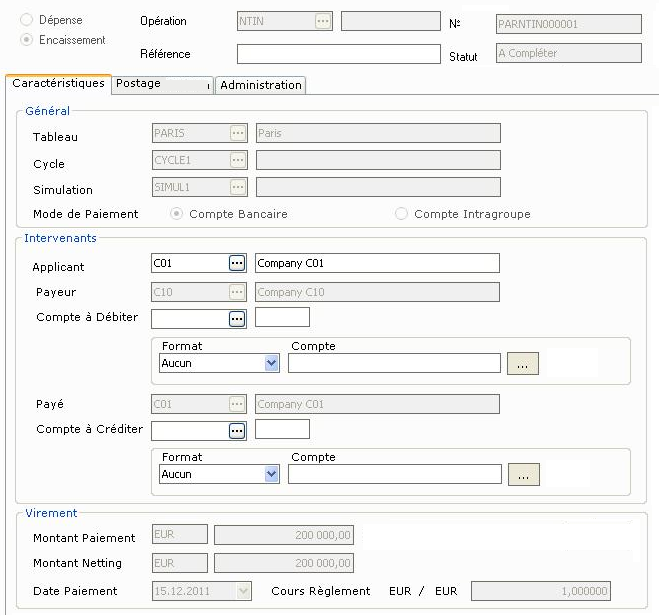 Dépense Opération NTIN ... N° PARNTIN000001
Encaissement
Référence Statut A Compléter
Caractéristiques Postage Administration
Général
Tableau PARIS ... Paris
Cycle CYCLE1 ...
Simulation SIMUL1 ...
Mode de Paiement Compte Bancaire Compte Intragroupe
Intervenants
Applicant C01 ... Company C01
Payeur C10 ... Company C10
Compte à Débiter ...
Format Compte
Aucun ...
Payé C01 ... Company C01
Compte à Créditer ...
Format Compte
Aucun ...
Virement
Montant Paiement EUR 200 000,00
Montant Netting EUR 200 000,00
Date Paiement 15.12.2011 Cours Règlement EUR / EUR 1,000000